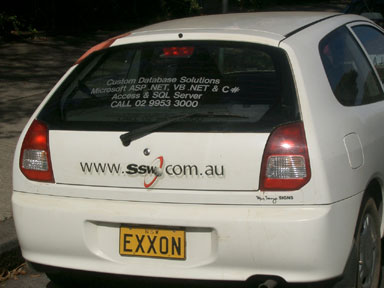 Custom Database Solutions
Microsoft ASP .NET, VB .NET & C#
Access & SQL Server
CALL 02 9953 3000
www.SSW.com.au
SIGNS
EXXON